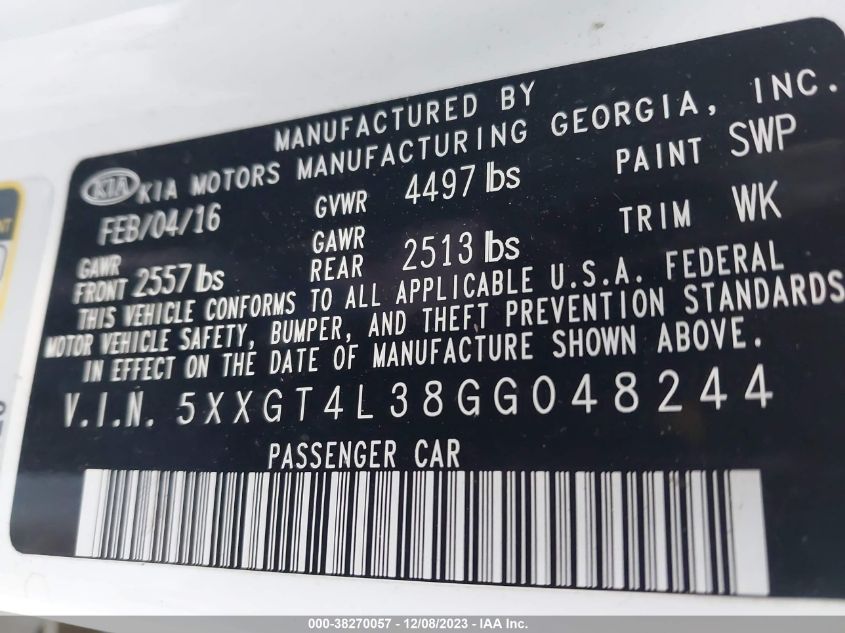 MANUFACTURED BY
KIA KIA MOTORS MANUFACTURING GEORGIA, INC.
FEB/04/16 GVWR 4497 lbs PAINT SWP
GAWR FRONT 2557 lbs GAWR REAR 2513 lbs TRIM WK
THIS VEHICLE CONFORMS TO ALL APPLICABLE U.S.A. FEDERAL
MOTOR VEHICLE SAFETY, BUMPER, AND THEFT PREVENTION STANDARDS
IN EFFECT ON THE DATE OF MANUFACTURE SHOWN ABOVE.
V.I.N. 5XXGT4L38GG048244
PASSENGER CAR
000-38270057 - 12/08/2023 - IAA Inc.